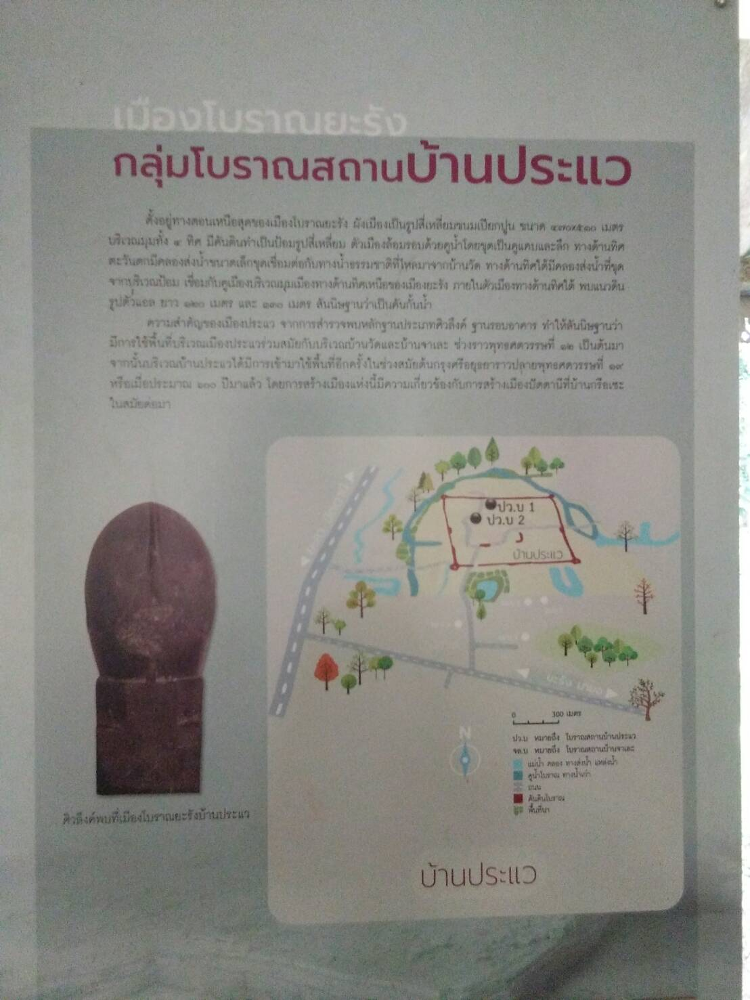 เมืองโบราณยะรัง
กลุ่มโบราณสถานบ้านประแว
ตั้งอยู่ทางตอนเหนือสุดของเมืองโบราณยะรัง ผังเมืองเป็นรูปสี่เหลี่ยมขนมเปียกปูน ขนาด ๔๗๐x๕๑๐ เมตร
บริเวณมุมทั้ง ๔ ทิศ มีคันดินทำเป็นป้อมรูปสี่เหลี่ยม ตัวเมืองล้อมรอบด้วยคูน้ำโดยขุดเป็นคูแคบและลึก ทางด้านทิศ
ตะวันตกมีคลองส่งน้ำขนาดเล็กขุดเชื่อมต่อกับทางน้ำธรรมชาติที่ไหลมาจากบ้านวัด ทางด้านทิศใต้มีคลองส่งน้ำที่ขุด
จากบริเวณป้อม เชื่อมกับคูเมืองบริเวณมุมเมืองทางด้านทิศเหนือของเมืองยะรัง ภายในตัวเมืองทางด้านทิศใต้ พบแนวดิน
รูปตัวแอล ยาว ๑๒๐ เมตร และ ๑๓๐ เมตร สันนิษฐานว่าเป็นคันกั้นน้ำ
ความสำคัญของเมืองประแว จากการสำรวจพบหลักฐานประเภทศิวลึงค์ ฐานรอบอาคาร ทำให้สันนิษฐานว่า
มีการใช้พื้นที่บริเวณเมืองประแวร่วมสมัยกับบริเวณบ้านวัดและบ้านจาเละ ช่วงราวพุทธศตวรรษที่ ๑๒ เป็นต้นมา
จากนั้นบริเวณบ้านประแวได้มีการเข้ามาใช้พื้นที่อีกครั้งในช่วงสมัยต้นกรุงศรีอยุธยาราวปลายพุทธศตวรรษที่ ๑๙
หรือเมื่อประมาณ ๖๐๐ ปีมาแล้ว โดยการสร้างเมืองแห่งนี้มีความเกี่ยวข้องกับการสร้างเมืองปัตตานีที่บ้านกรือเซะ
ในสมัยต่อมา
ปว.บ 1
ปว.บ 2
บ้านประแว
ยะรัง มายอ
0 300 เมตร
N
ปว.บ หมายถึง โบราณสถานบ้านประแว
จล.บ หมายถึง โบราณสถานบ้านจาเละ
แม่น้ำ คลอง ทางส่งน้ำ แหล่งน้ำ
คูน้ำโบราณ ทางน้ำเก่า
ถนน
คันดินโบราณ
พื้นที่นา
ศิวลึงค์พบที่เมืองโบราณยะรังบ้านประแว
บ้านประแว